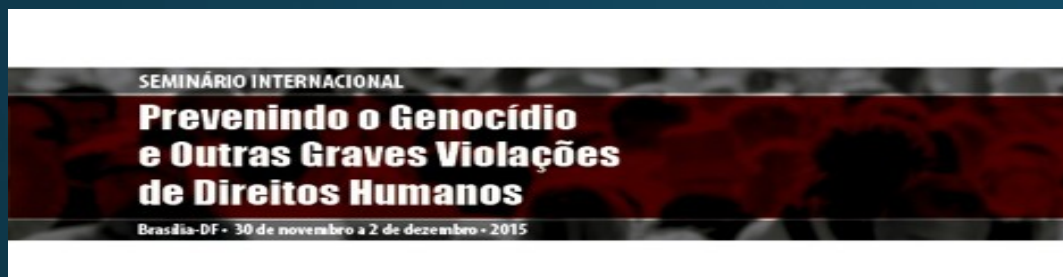 SEMINÁRIO INTERNACIONAL
Prevenindo o Genocídio
e Outras Graves Violações
de Direitos Humanos
Brasília-DF • 30 de novembro a 2 de dezembro • 2015